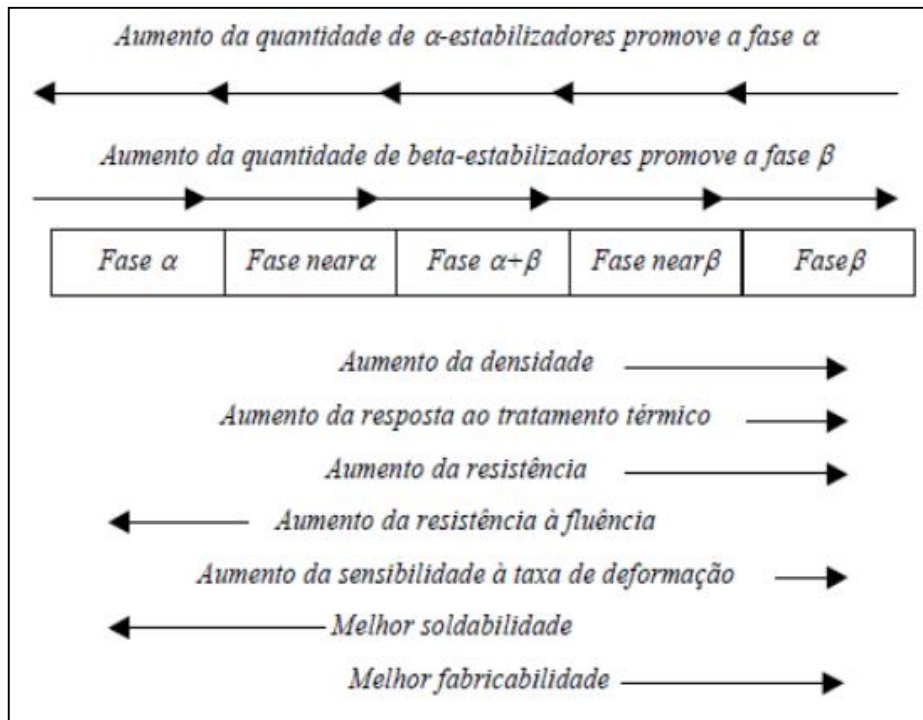 Aumento da quantidade de α-estabilizadores promove a fase α
Aumento da quantidade de beta-estabilizadores promove a fase β
Fase α Fase near α Fase α+β Fase near β Fase β
Aumento da densidade
Aumento da resposta ao tratamento térmico
Aumento da resistência
Aumento da resistência à fluência
Aumento da sensibilidade à taxa de deformação
Melhor soldabilidade
Melhor fabricabilidade